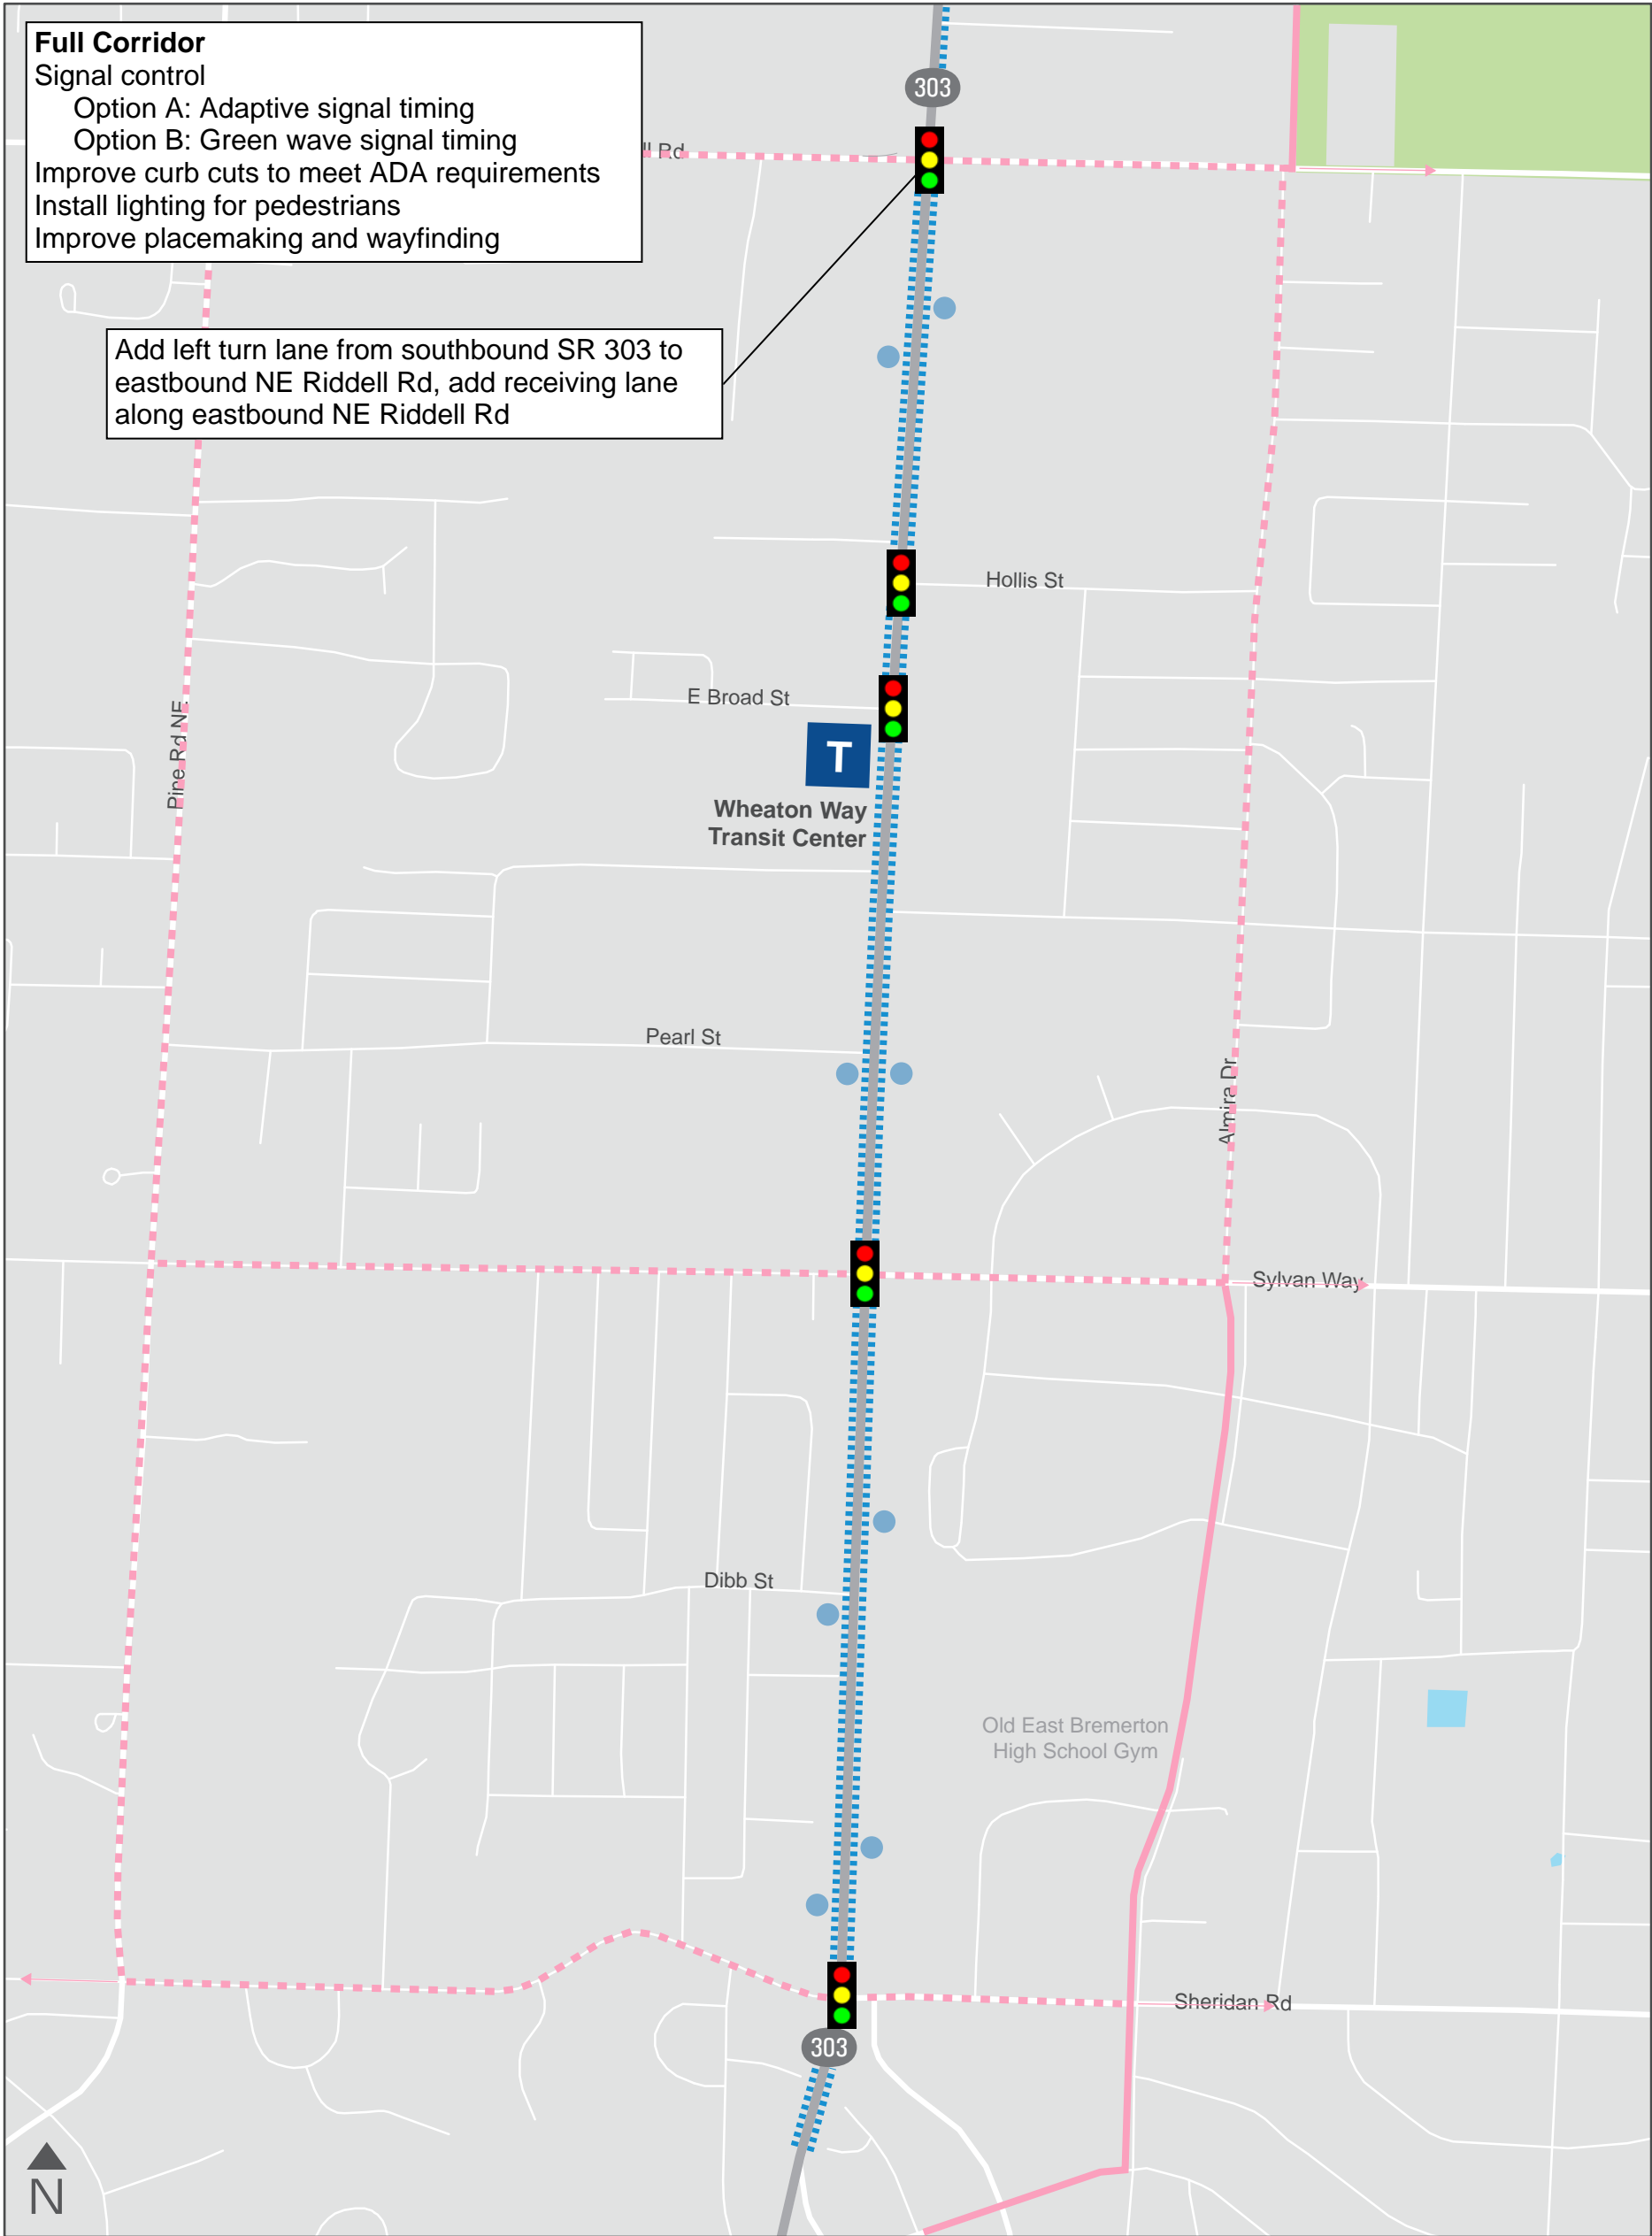 Full Corridor
Signal control
Option A: Adaptive signal timing
Option B: Green wave signal timing
Improve curb cuts to meet ADA requirements
Install lighting for pedestrians
Improve placemaking and wayfinding
303
Rd
Add left turn lane from southbound SR 303 to
eastbound NE Riddell Rd, add receiving lane
along eastbound NE Riddell Rd
Hollis St
E Broad St
Pine Rd NE
T
Wheaton Way
Transit Center
Pearl St
Almira Dr
Sylvan Way
Dibb St
Old East Bremerton
High School Gym
Sheridan Rd
303
N